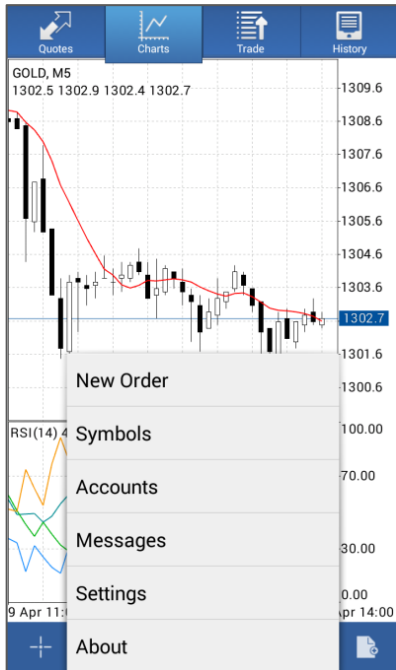 Quotes
Charts
Trade
History
GOLD, M5
1302.5 1302.9 1302.4 1302.7
1309.6
1308.6
1307.6
1306.6
1305.6
1304.6
1303.6
1302.7
1301.6
1300.6
New Order
RSI(14) 4
100.00
Symbols
70.00
Accounts
Messages
30.00
Settings
0.00
9 Apr 11:
pr 14:00
About